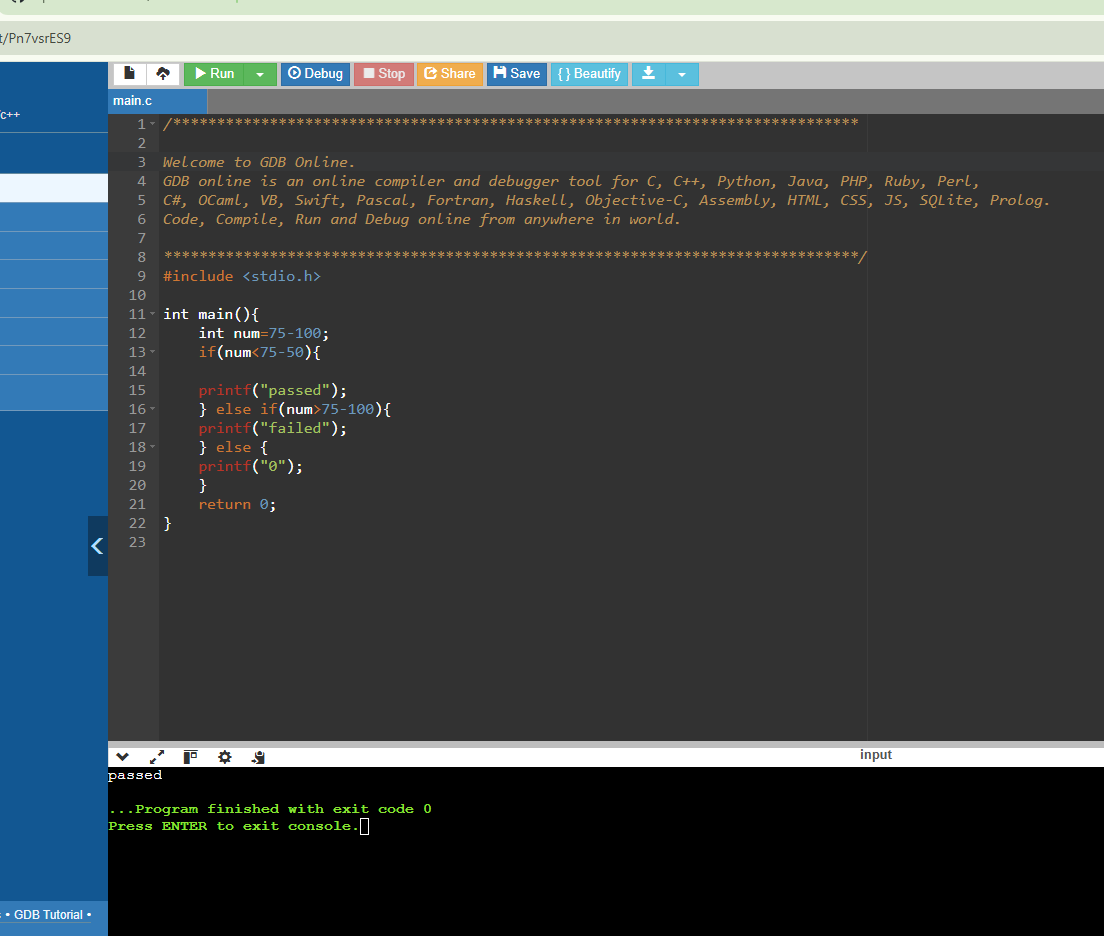 t/Pn7vsrES9
Run Debug Stop Share Save { } Beautify
main.c
c++
1 /******************************************************************************
2
3 Welcome to GDB Online.
4 GDB online is an online compiler and debugger tool for C, C++, Python, Java, PHP, Ruby, Perl,
5 C#, OCaml, VB, Swift, Pascal, Fortran, Haskell, Objective-C, Assembly, HTML, CSS, JS, SQLite, Prolog.
6 Code, Compile, Run and Debug online from anywhere in world.
7
8 *******************************************************************************/
9 #include <stdio.h>
10
11 int main(){
12     int num=75-100;
13     if(num<75-50){
14
15     printf("passed");
16     } else if(num>75-100){
17     printf("failed");
18     } else {
19     printf("0");
20     }
21     return 0;
22 }
23
input
passed
...Program finished with exit code 0
Press ENTER to exit console.
• GDB Tutorial •